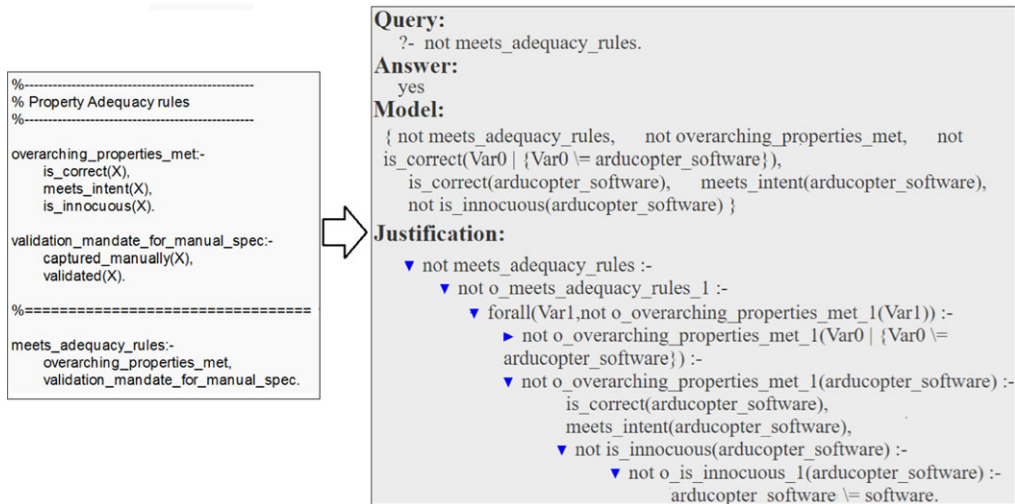 %--------------------------------------------------
% Property Adequacy rules
%--------------------------------------------------
overarching_properties_met:-
is_correct(X),
meets_intent(X),
is_innocuous(X).
validation_mandate_for_manual_spec:-
captured_manually(X),
validated(X).
%=================================
meets_adequacy_rules:-
overarching_properties_met,
validation_mandate_for_manual_spec.
Query:
?- not meets_adequacy_rules.
Answer:
yes
Model:
{ not meets_adequacy_rules, not overarching_properties_met, not
is_correct(Var0 | {Var0 \= arducopter_software}),
is_correct(arducopter_software), meets_intent(arducopter_software),
not is_innocuous(arducopter_software) }
Justification:
▼ not meets_adequacy_rules :-
▼ not o_meets_adequacy_rules_1 :-
▼ forall(Var1,not o_overarching_properties_met_1(Var1)) :-
► not o_overarching_properties_met_1(Var0 | {Var0 \=
arducopter_software}) :-
▼ not o_overarching_properties_met_1(arducopter_software) :-
is_correct(arducopter_software),
meets_intent(arducopter_software),
▼ not is_innocuous(arducopter_software) :-
▼ not o_is_innocuous_1(arducopter_software) :-
arducopter_software \= software.